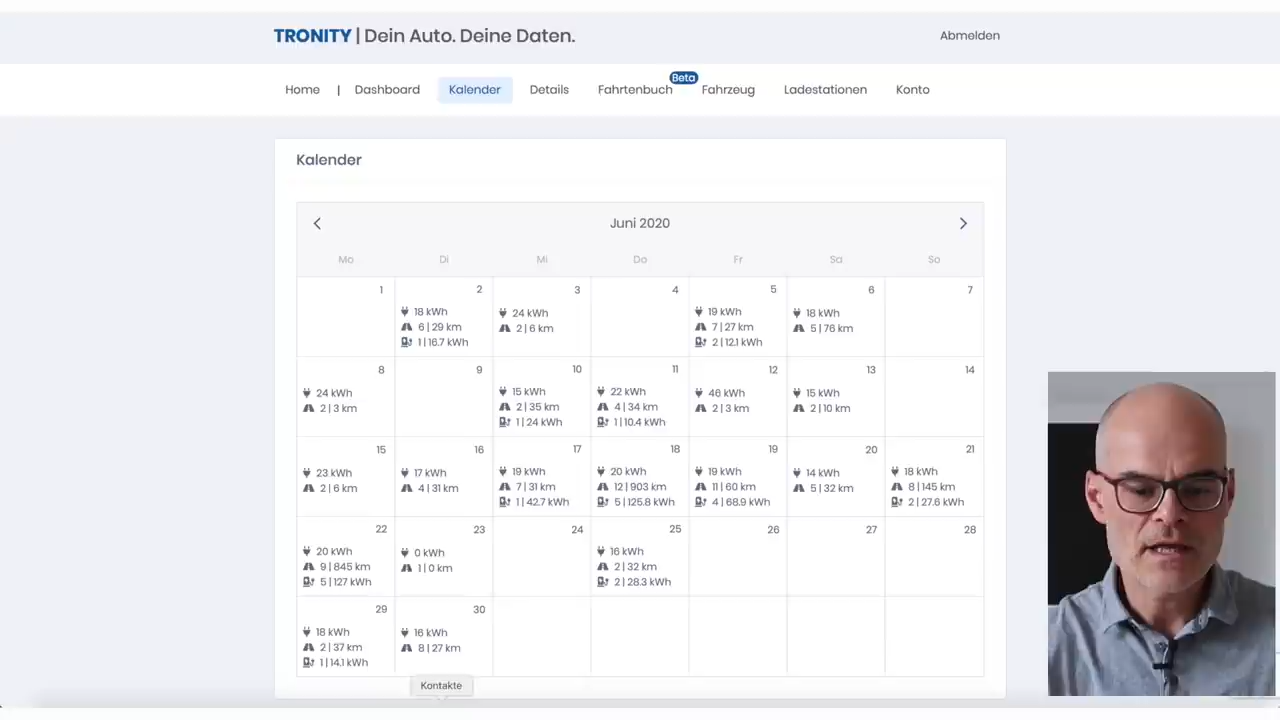 TRONITY | Dein Auto. Deine Daten.
Abmelden
Home | Dashboard Kalender Details Fahrtenbuch Beta Fahrzeug Ladestationen Konto
Kalender
Juni 2020
Mo Di Mi Do Fr Sa So
1 2 3 4 5 6 7
18 kWh 24 kWh 19 kWh 18 kWh
6 | 29 km 2 | 6 km 7 | 27 km 5 | 76 km
1 | 16.7 kWh 2 | 12.1 kWh
8 9 10 11 12 13 14
24 kWh 15 kWh 22 kWh 46 kWh 15 kWh
2 | 3 km 2 | 35 km 4 | 34 km 2 | 3 km 2 | 10 km
1 | 24 kWh 1 | 10.4 kWh
15 16 17 18 19 20 21
23 kWh 17 kWh 19 kWh 20 kWh 19 kWh 14 kWh 18 kWh
2 | 6 km 4 | 31 km 7 | 31 km 12 | 903 km 11 | 60 km 5 | 32 km 8 | 145 km
1 | 42.7 kWh 5 | 125.8 kWh 4 | 68.9 kWh 2 | 27.6 kWh
22 23 24 25 26 27 28
20 kWh 0 kWh 16 kWh
9 | 845 km 1 | 0 km 2 | 32 km
5 | 127 kWh 2 | 28.3 kWh
29 30
18 kWh 16 kWh
2 | 37 km 8 | 27 km
1 | 14.1 kWh
Kontakte